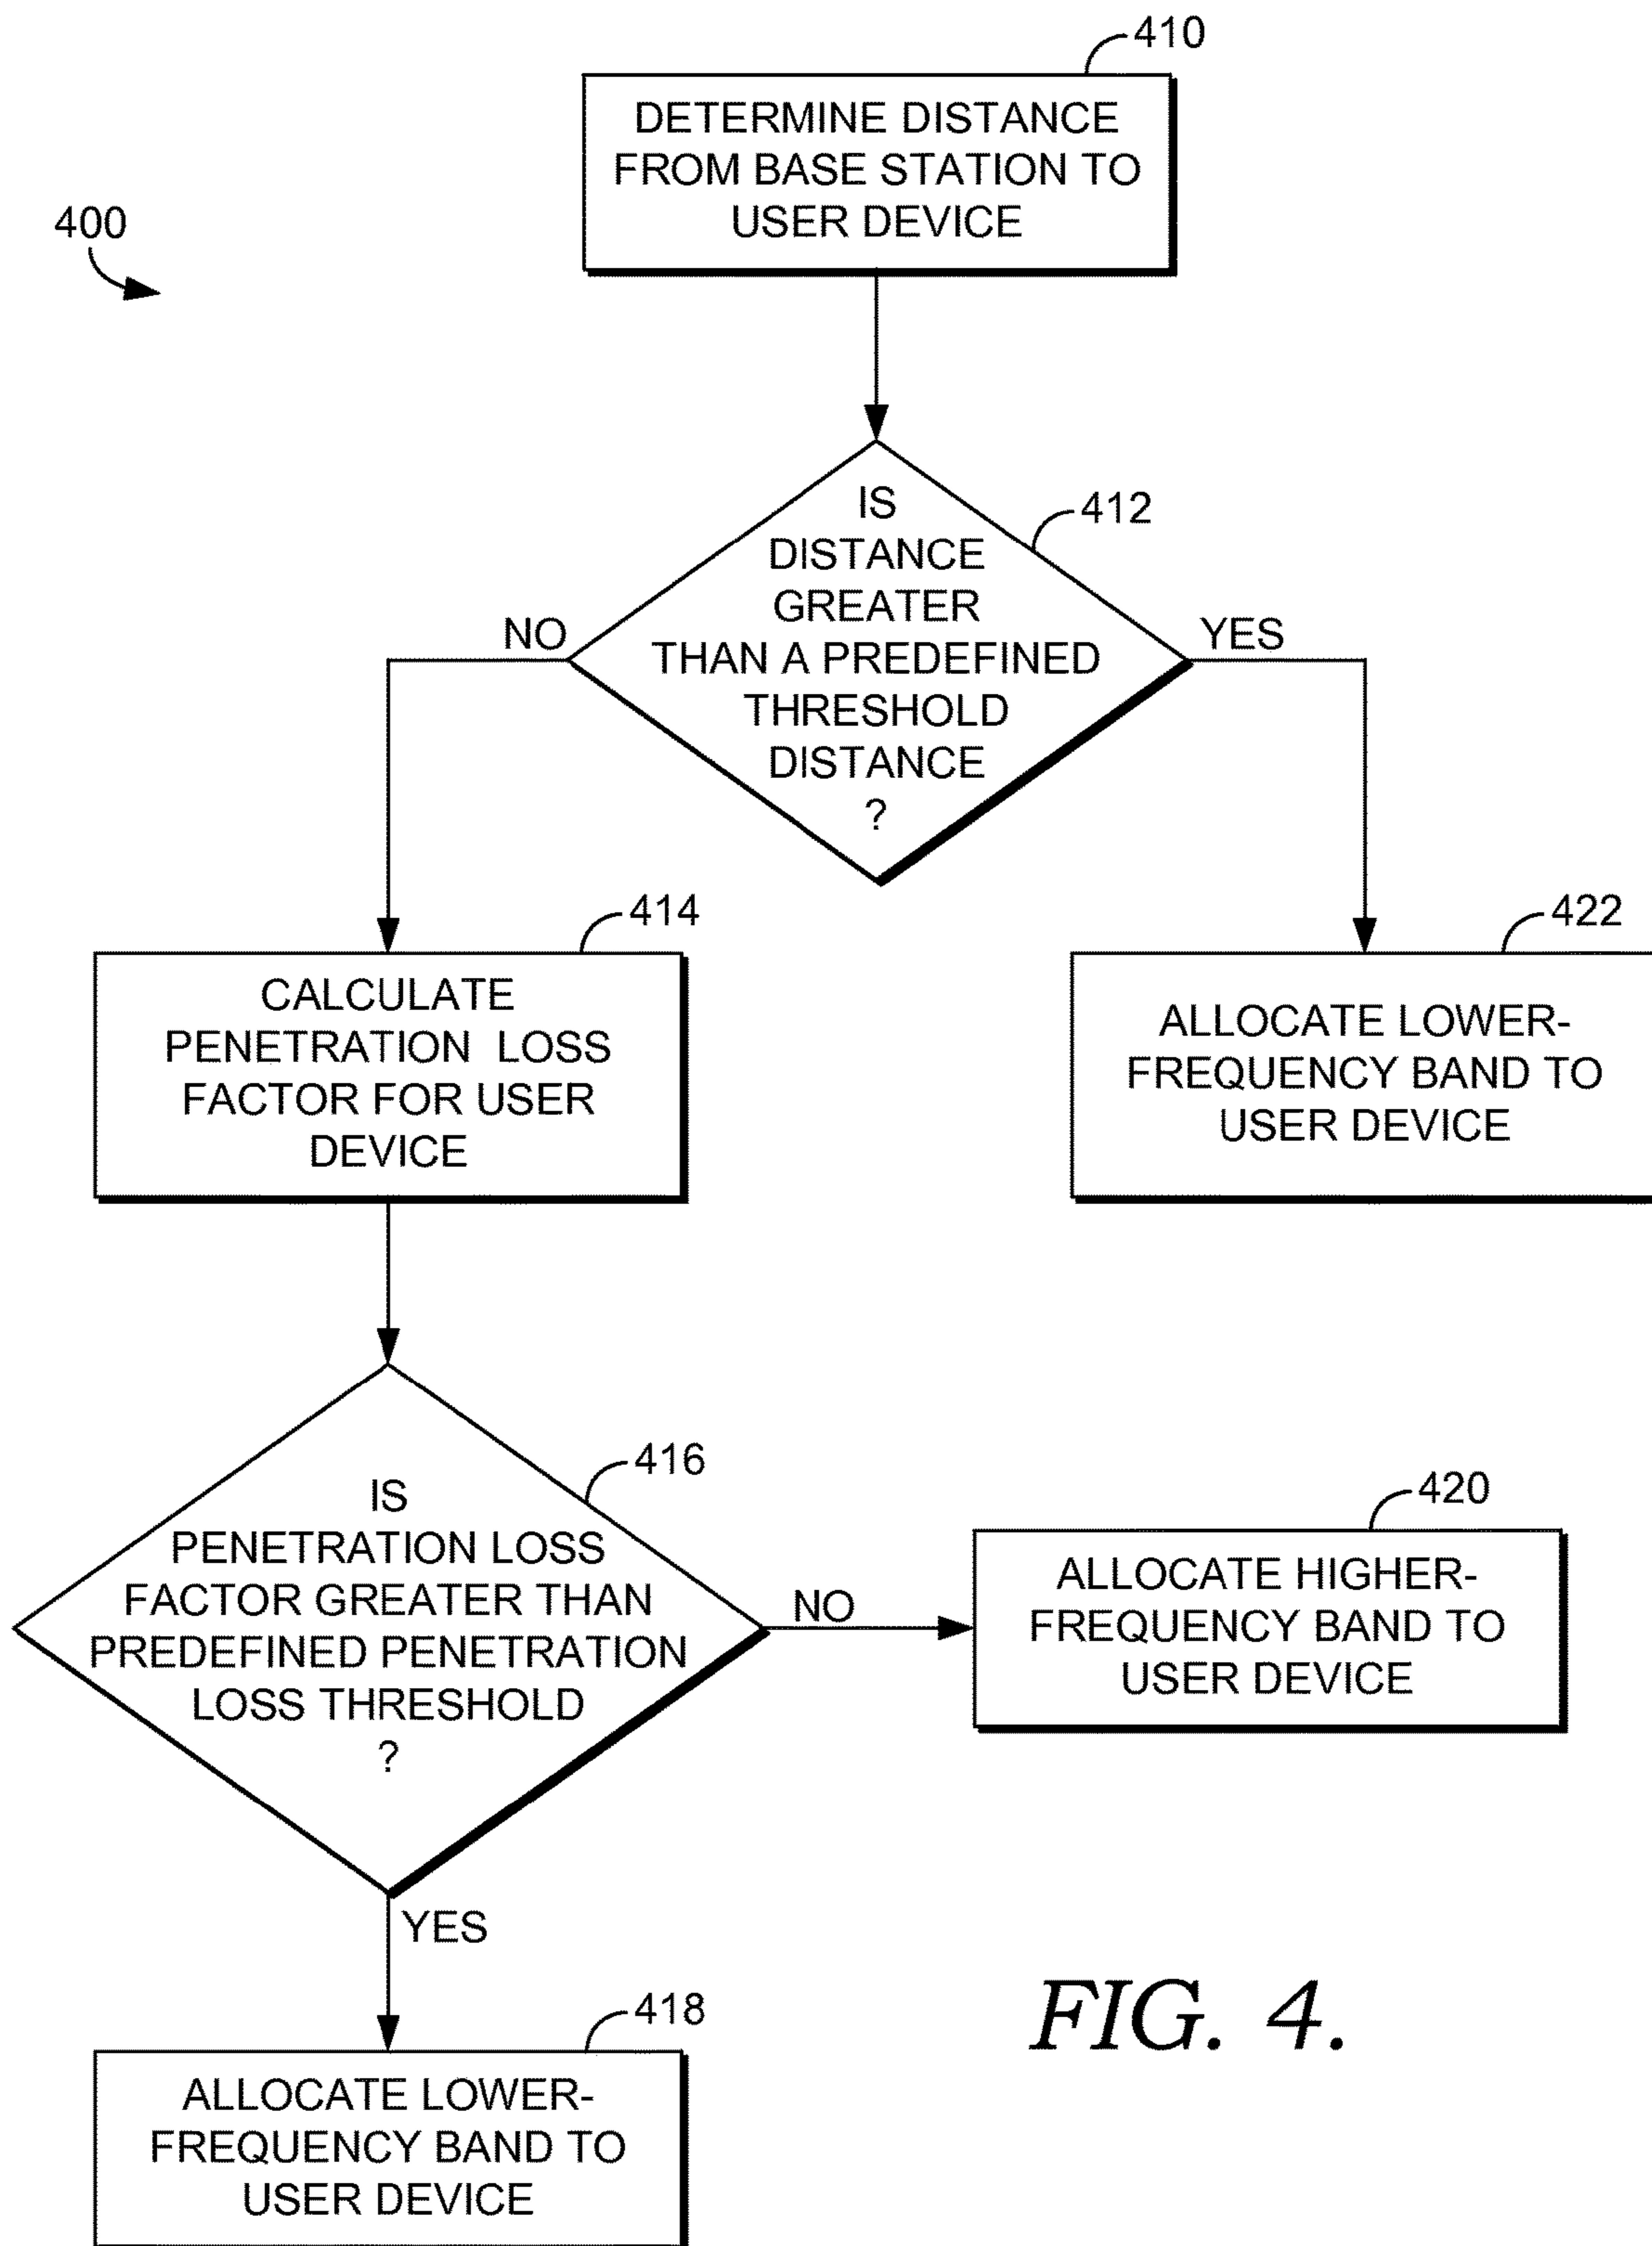 410
DETERMINE DISTANCE
FROM BASE STATION TO
USER DEVICE
400
412
IS
DISTANCE
GREATER
THAN A PREDEFINED
THRESHOLD
DISTANCE
?
NO
YES
414
CALCULATE
PENETRATION LOSS
FACTOR FOR USER
DEVICE
422
ALLOCATE LOWER-
FREQUENCY BAND TO
USER DEVICE
416
IS
PENETRATION LOSS
FACTOR GREATER THAN
PREDEFINED PENETRATION
LOSS THRESHOLD
?
NO
420
ALLOCATE HIGHER-
FREQUENCY BAND TO
USER DEVICE
YES
418
ALLOCATE LOWER-
FREQUENCY BAND TO
USER DEVICE
FIG. 4.